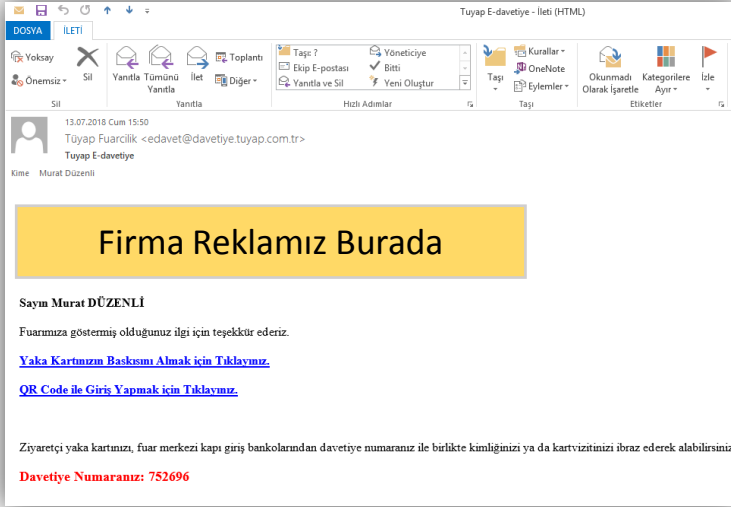 Tuyap E-davetiye - İleti (HTML)
DOSYA İLETİ
Yoksay
Önemsiz
Sil
Yanıtla Tümünü Yanıtla İlet
Toplantı
Diğer
Taşı: ?
Ekip E-postası
Yanıtla ve Sil
Yöneticiye
Bitti
Yeni Oluştur
Taşı
Kurallar
OneNote
Eylemler
Okunmadı Olarak İşaretle
Kategorilere Ayır
İzle
Sil Yanıtla Hızlı Adımlar Taşı Etiketler
13.07.2018 Cum 15:50
Tüyap Fuarcilik <edavet@davetiye.tuyap.com.tr>
Tuyap E-davetiye
Kime Murat Düzenli
Firma Reklamız Burada
Sayın Murat DÜZENLİ
Fuarımıza göstermiş olduğunuz ilgi için teşekkür ederiz.
Yaka Kartınızın Baskısını Almak için Tıklayınız.
QR Code ile Giriş Yapmak için Tıklayınız.
Ziyaretçi yaka kartınızı, fuar merkezi kapı giriş bankolarından davetiye numaranız ile birlikte kimliğinizi ya da kartvizitinizi ibraz ederek alabilirsiniz
Davetiye Numaranız: 752696